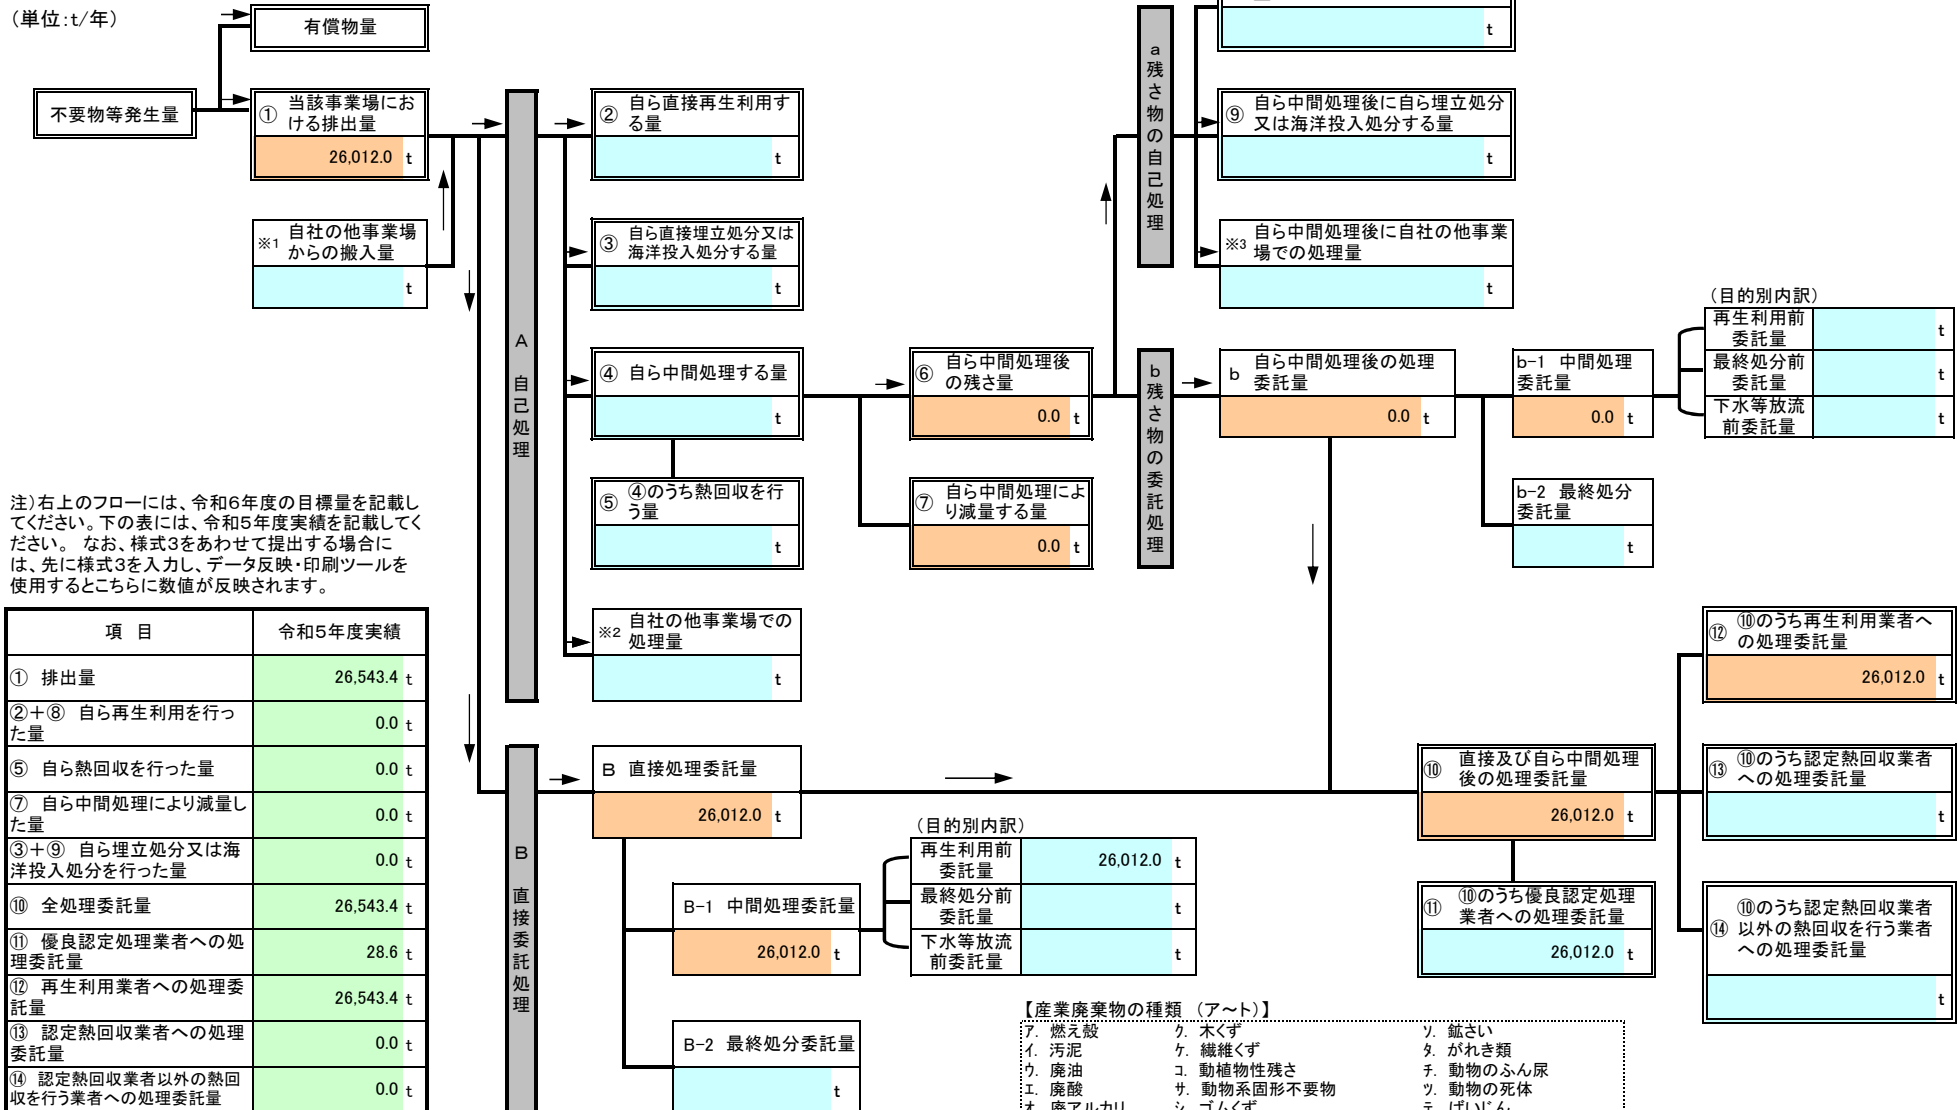 （単位:t/年）
有償物量
不要物等発生量
① 当該事業場にお
ける排出量
26,012.0 t
※1 自社の他事業場
からの搬入量
t
A 自己処理
② 自ら直接再生利用す
る量
t
③ 自ら直接埋立処分又は
海洋投入処分する量
t
④ 自ら中間処理する量
t
⑤ ④のうち熱回収を行
う量
t
※2 自社の他事業場での
処理量
t
⑥ 自ら中間処理後
の残さ量
0.0 t
⑦ 自ら中間処理によ
り減量する量
0.0 t
a 残さ物の自己処理
t
⑨ 自ら中間処理後に自ら埋立処分
又は海洋投入処分する量
t
※3 自ら中間処理後に自社の他事業
場での処理量
t
b 残さ物の委託処理
b 自ら中間処理後の処理
委託量
0.0 t
b-1 中間処理
委託量
0.0 t
（目的別内訳）
再生利用前
委託量
t
最終処分前
委託量
t
下水等放流
前委託量
t
b-2 最終処分
委託量
t
注）右上のフローには、令和６年度の目標量を記載し
てください。下の表には、令和５年度実績を記載してく
ださい。 なお、様式３をあわせて提出する場合に
は、先に様式３を入力し、データ反映・印刷ツールを
使用するとこちらに数値が反映されます。
項 目 令和５年度実績
① 排出量 26,543.4 t
②＋⑧ 自ら再生利用を行っ
た量 0.0 t
⑤ 自ら熱回収を行った量 0.0 t
⑦ 自ら中間処理により減量し
た量 0.0 t
③＋⑨ 自ら埋立処分又は海
洋投入処分を行った量 0.0 t
⑩ 全処理委託量 26,543.4 t
⑪ 優良認定処理業者への処
理委託量 28.6 t
⑫ 再生利用業者への処理委
託量 26,543.4 t
⑬ 認定熱回収業者への処理
委託量 0.0 t
⑭ 認定熱回収業者以外の熱回
収を行う業者への処理委託量 0.0 t
B 直接委託処理
B 直接処理委託量
26,012.0 t
B-1 中間処理委託量
26,012.0 t
（目的別内訳）
再生利用前
委託量 26,012.0 t
最終処分前
委託量 t
下水等放流
前委託量 t
B-2 最終処分委託量
t
⑩ 直接及び自ら中間処理
後の処理委託量
26,012.0 t
⑪ ⑩のうち優良認定処理
業者への処理委託量
26,012.0 t
⑫ ⑩のうち再生利用業者へ
の処理委託量
26,012.0 t
⑬ ⑩のうち認定熱回収業者
への処理委託量
t
⑭ ⑩のうち認定熱回収業者
以外の熱回収を行う業者
への処理委託量
t
【産業廃棄物の種類 （ア～ト）】
ア. 燃え殻 ク. 木くず ソ. 鉱さい
イ. 汚泥 ケ. 繊維くず タ. がれき類
ウ. 廃油 コ. 動植物性残さ チ. 動物のふん尿
エ. 廃酸 サ. 動物系固形不要物 ツ. 動物の死体
オ. 廃アルカリ シ. ゴムくず テ. ばいじん